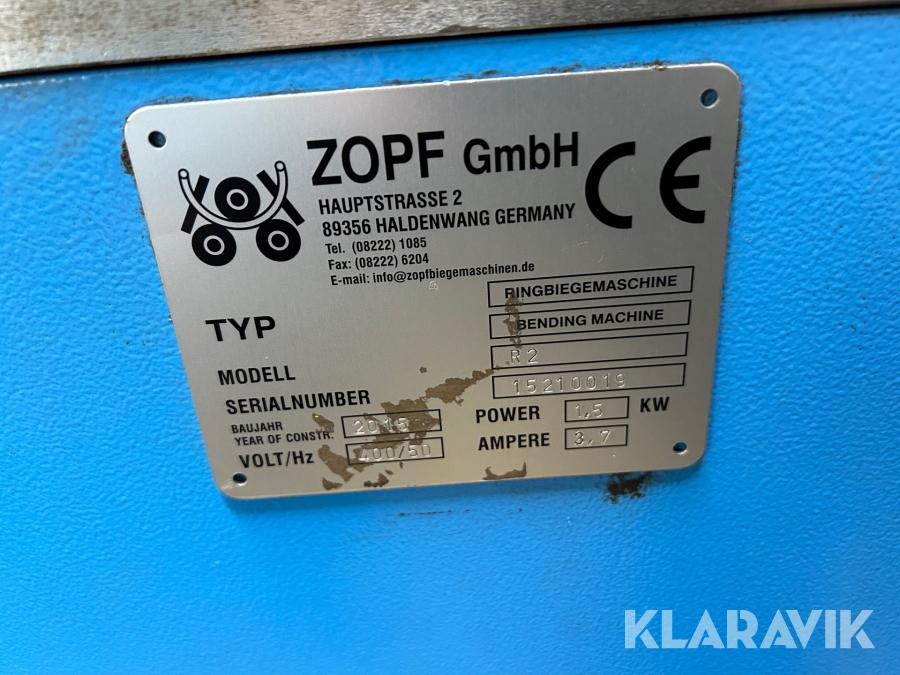 ZOPF GmbH
HAUPTSTRASSE 2
89356 HALDENWANG GERMANY
Tel. (08222) 1085
Fax: (08222) 6204
E-mail: info@zopfbiegemaschinen.de
CE
TYP
RINGBIEGEMASCHINE
BENDING MACHINE
MODELL R2
SERIALNUMBER 15210019
BAUJAHR
YEAR OF CONSTR. 2015
POWER 1,5 KW
VOLT/Hz 400/50
AMPERE 3,7
KLARAVIK